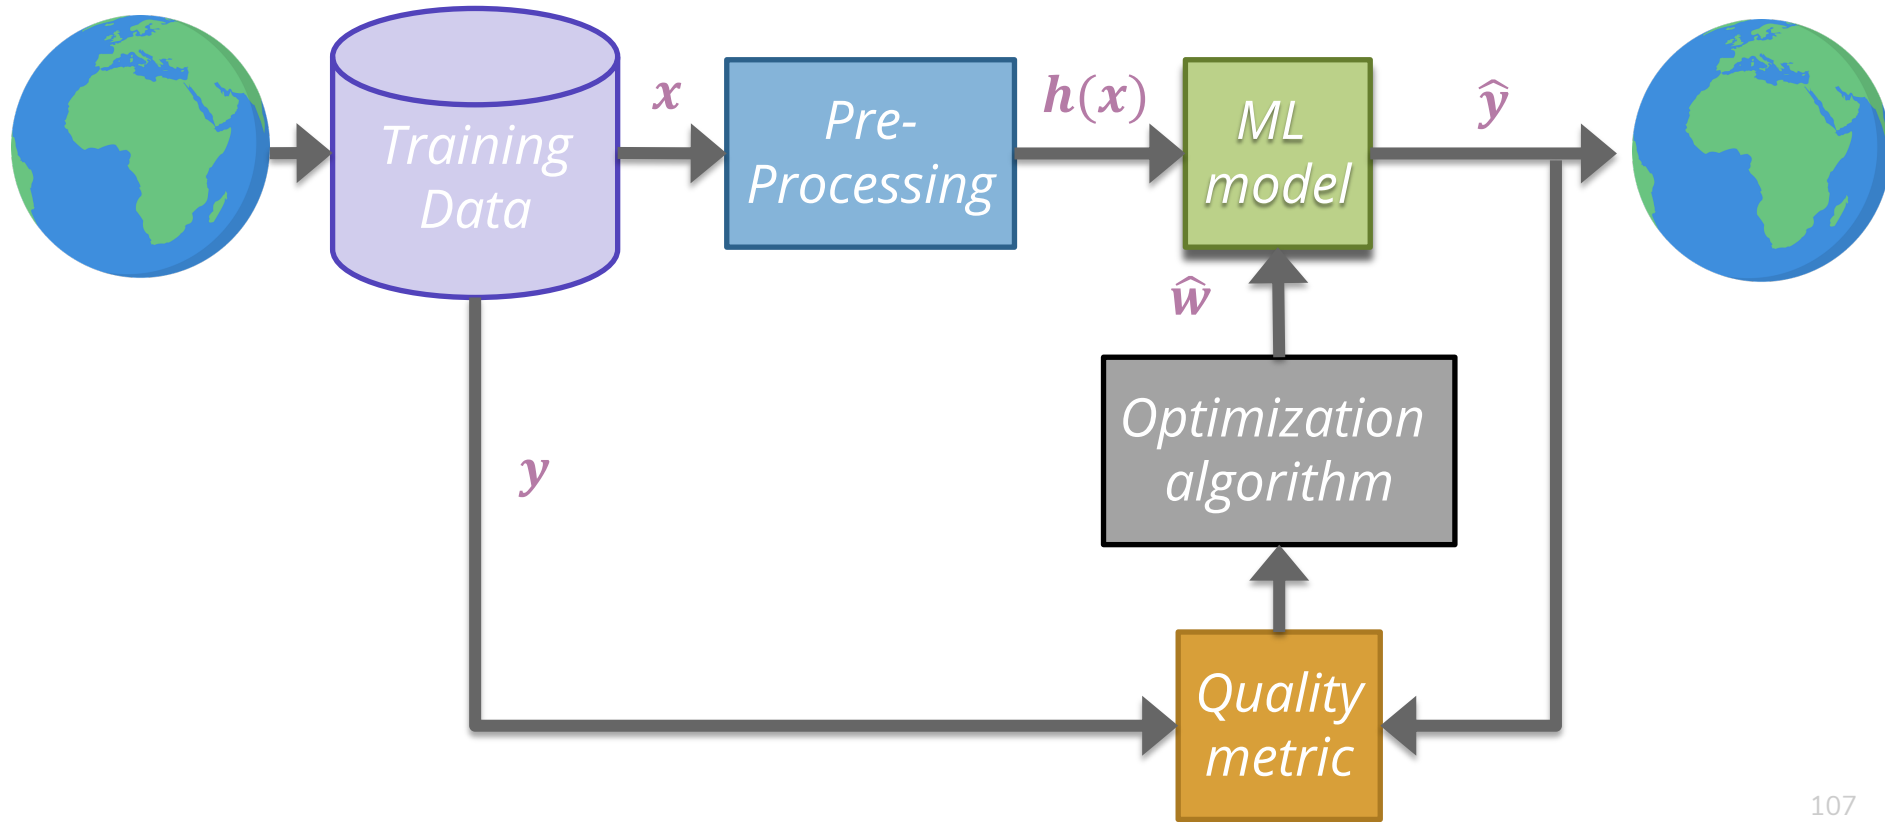 Training
Data
x
Pre-
Processing
h(x)
ML
model
ŷ
ŵ
Optimization
algorithm
y
Quality
metric
107